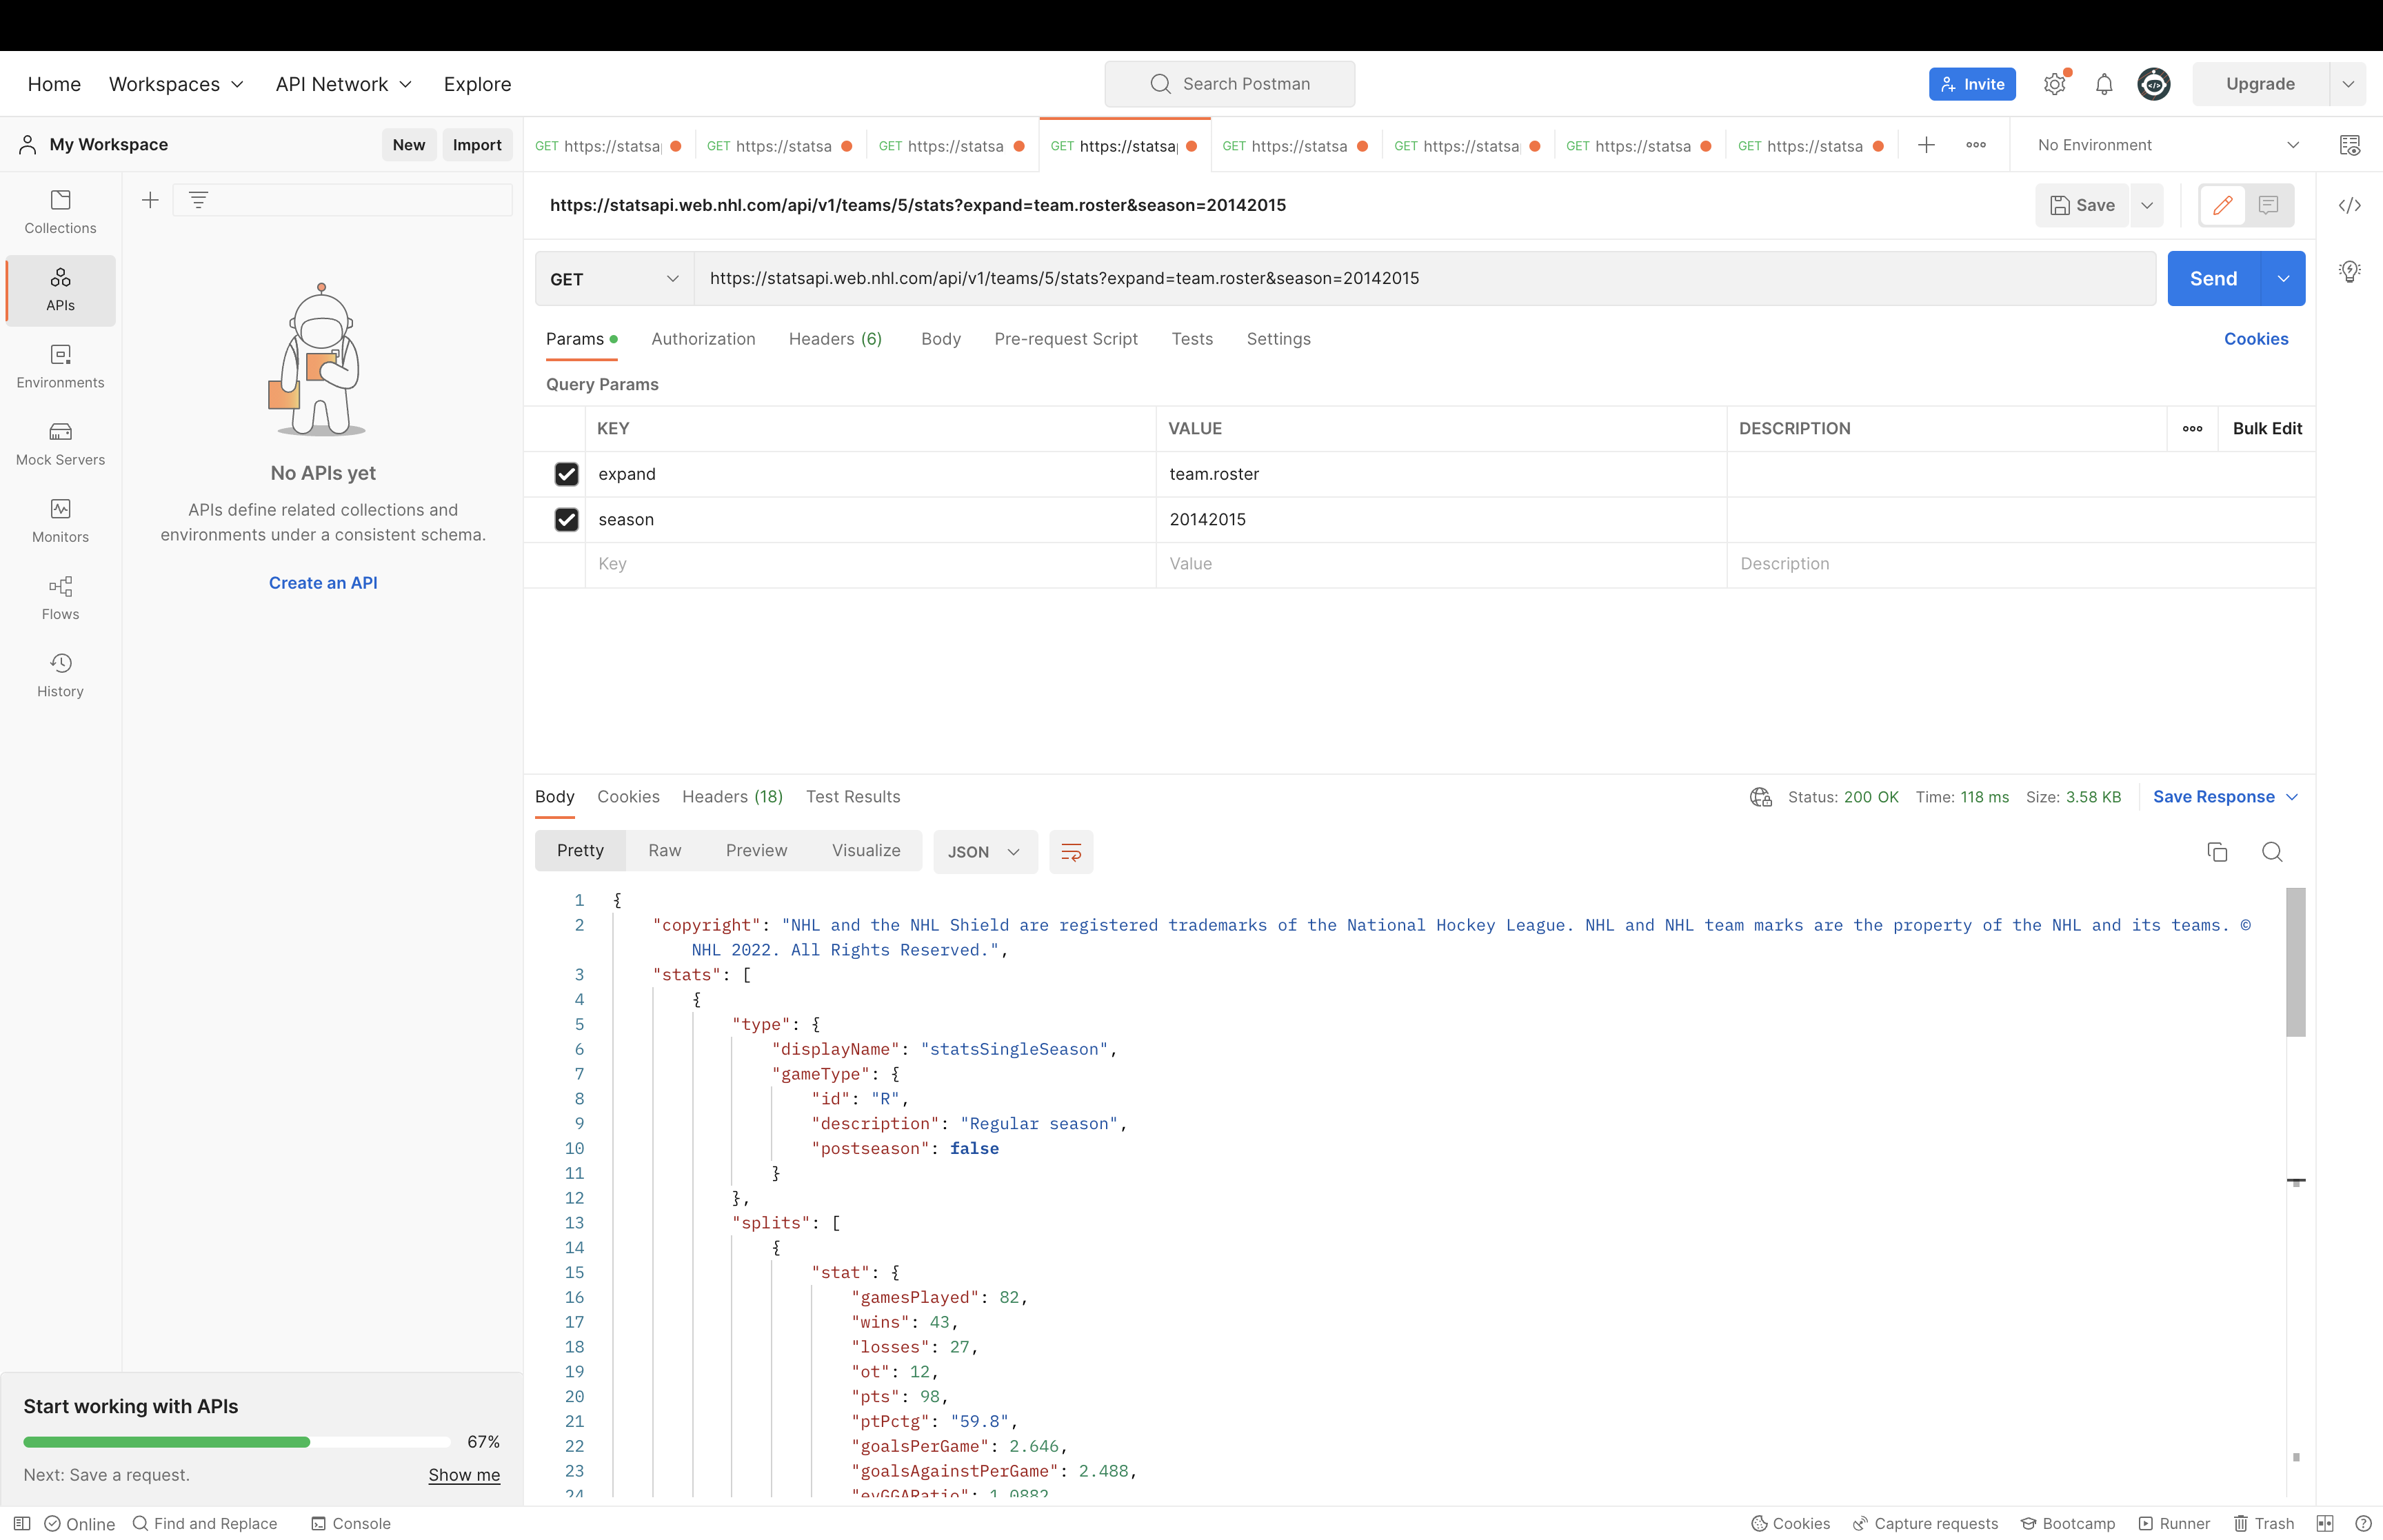 Home Workspaces API Network Explore Search Postman Invite Upgrade
My Workspace New Import GET https://statsa GET https://statsa GET https://statsa GET https://statsa GET https://statsa GET https://statsa GET https://statsa GET https://statsa No Environment
Collections
APIs
Environments
Mock Servers
Monitors
Flows
History
No APIs yet
APIs define related collections and
environments under a consistent schema.
Create an API
Start working with APIs
67%
Next: Save a request. Show me
https://statsapi.web.nhl.com/api/v1/teams/5/stats?expand=team.roster&season=20142015 Save
GET https://statsapi.web.nhl.com/api/v1/teams/5/stats?expand=team.roster&season=20142015 Send
Params Authorization Headers (6) Body Pre-request Script Tests Settings Cookies
Query Params
KEY VALUE DESCRIPTION Bulk Edit
expand team.roster
season 20142015
Key Value Description
Body Cookies Headers (18) Test Results Status: 200 OK Time: 118 ms Size: 3.58 KB Save Response
Pretty Raw Preview Visualize JSON
1 {
2 "copyright": "NHL and the NHL Shield are registered trademarks of the National Hockey League. NHL and NHL team marks are the property of the NHL and its teams. ©
NHL 2022. All Rights Reserved.",
3 "stats": [
4 {
5 "type": {
6 "displayName": "statsSingleSeason",
7 "gameType": {
8 "id": "R",
9 "description": "Regular season",
10 "postseason": false
11 }
12 },
13 "splits": [
14 {
15 "stat": {
16 "gamesPlayed": 82,
17 "wins": 43,
18 "losses": 27,
19 "ot": 12,
20 "pts": 98,
21 "ptPctg": "59.8",
22 "goalsPerGame": 2.646,
23 "goalsAgainstPerGame": 2.488,
24 "evGGARatio": 1.0882
Online Find and Replace Console Cookies Capture requests Bootcamp Runner Trash